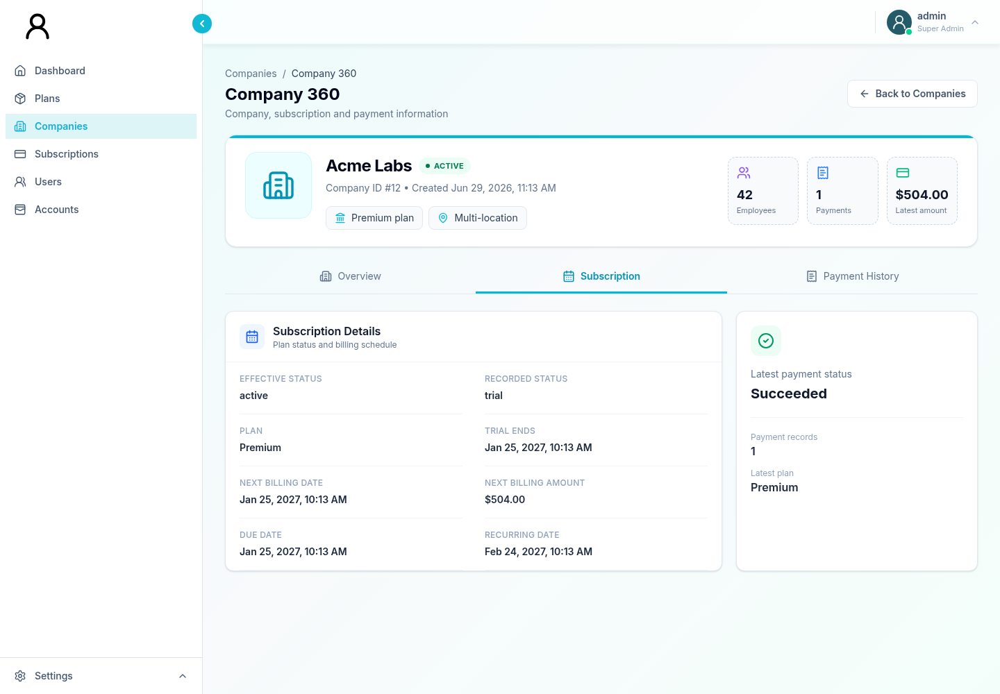 admin
Super Admin
Dashboard
Plans
Companies
Subscriptions
Users
Accounts
Settings
Companies / Company 360
Company 360
Company, subscription and payment information
Back to Companies
Acme Labs
ACTIVE
Company ID #12 • Created Jun 29, 2026, 11:13 AM
Premium plan
Multi-location
42
Employees
1
Payments
$504.00
Latest amount
Overview
Subscription
Payment History
Subscription Details
Plan status and billing schedule
EFFECTIVE STATUS
active
RECORDED STATUS
trial
PLAN
Premium
TRIAL ENDS
Jan 25, 2027, 10:13 AM
NEXT BILLING DATE
Jan 25, 2027, 10:13 AM
NEXT BILLING AMOUNT
$504.00
DUE DATE
Jan 25, 2027, 10:13 AM
RECURRING DATE
Feb 24, 2027, 10:13 AM
Latest payment status
Succeeded
Payment records
1
Latest plan
Premium